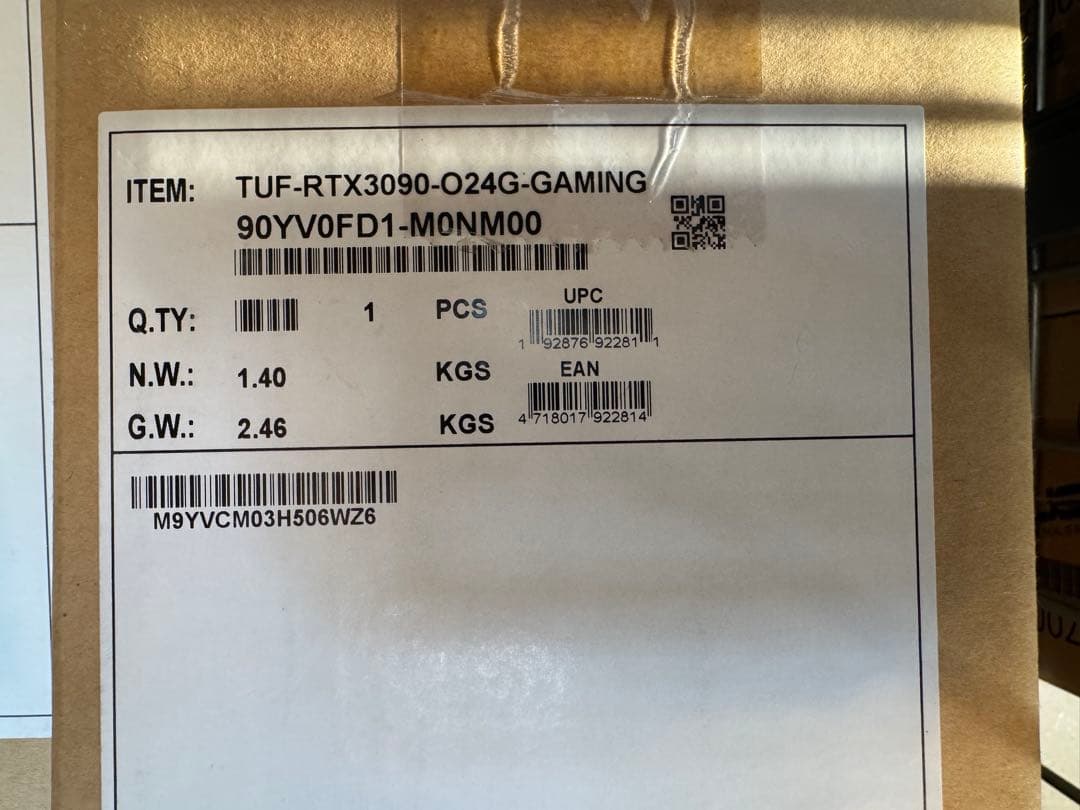 ITEM: TUF-RTX3090-O24G-GAMING
90YV0FD1-M0NM00
Q.TY: 1 PCS
UPC
1 92876 92281 1
N.W.: 1.40 KGS
EAN
4 718017 922814
G.W.: 2.46 KGS
M9YVCM03H506WZ6